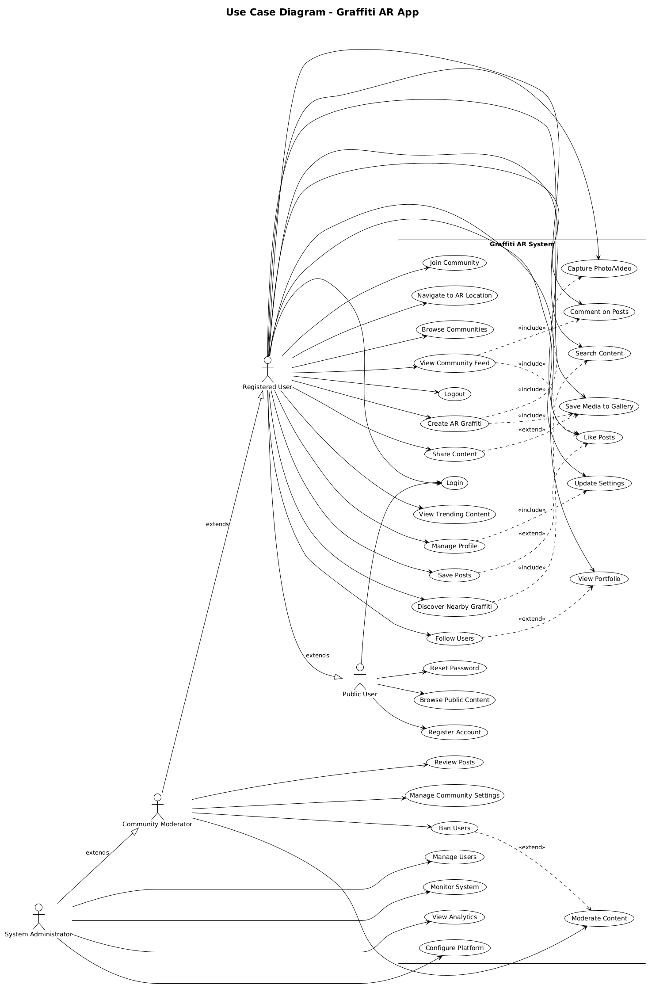 Use Case Diagram - Graffiti AR App
Graffiti AR System
Join Community
Capture Photo/Video
Navigate to AR Location
Comment on Posts
Browse Communities
«include»
Search Content
View Community Feed
«include»
Registered User
«include»
Logout
Save Media to Gallery
«include»
Create AR Graffiti
«extend»
Like Posts
Share Content
Login
Update Settings
«include»
View Trending Content
extends
«extend»
Manage Profile
«include»
Save Posts
View Portfolio
Discover Nearby Graffiti
«extend»
Follow Users
extends
Reset Password
Public User
Browse Public Content
Register Account
Review Posts
Manage Community Settings
Community Moderator
Ban Users
«extend»
extends
Manage Users
Monitor System
View Analytics
Moderate Content
System Administrator
Configure Platform